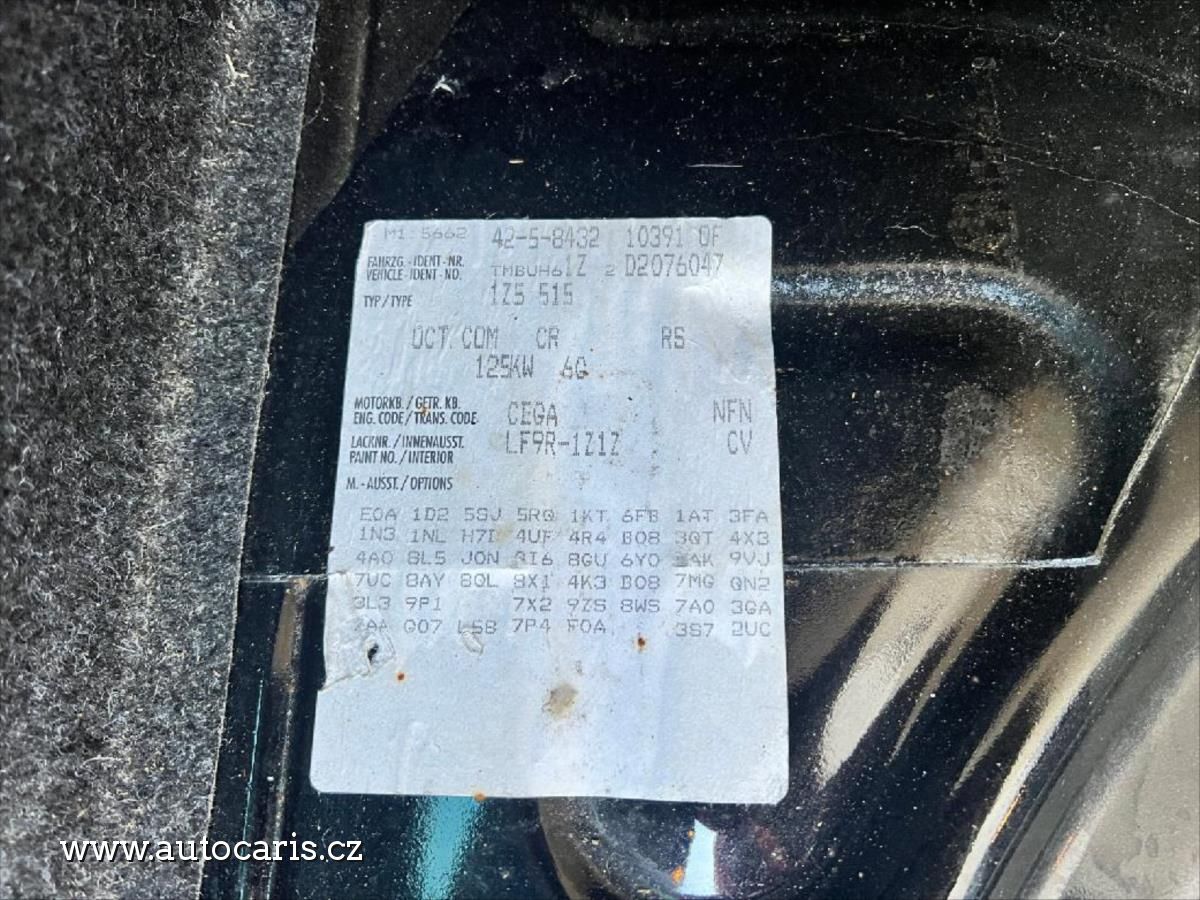 M1: 5662 42-5-8432 10391 0F
FAHRZG.-IDENT-NR.
VEHICLE-IDENT-NO. TMBUH61Z 2 D2076047
TYP/TYPE 1Z5 515
OCT. COM CR RS
125KW 6G
MOTORKB./GETR.KB.
ENG.CODE/TRANS.CODE CEGA NFN
LACKNR./INNENAUSST.
PAINT NO./INTERIOR LF9R-1Z1Z CV
M.-AUSST./OPTIONS
E0A 1D2 5SJ 5RQ 1KT 6FB 1AT 3FA
1N3 1NL H7I 4UF 4R4 B08 3QT 4X3
4A0 8L5 J0N 8GU 6Y0 9VJ
7UC 8AY 8QL 8X1 4K3 B08 7MG QN2
3L3 9P1 7X2 9ZS 8WS 7A0 3GA
7AA G07 L58 7P4 F0A 3S7 2UC
www.autocaris.cz